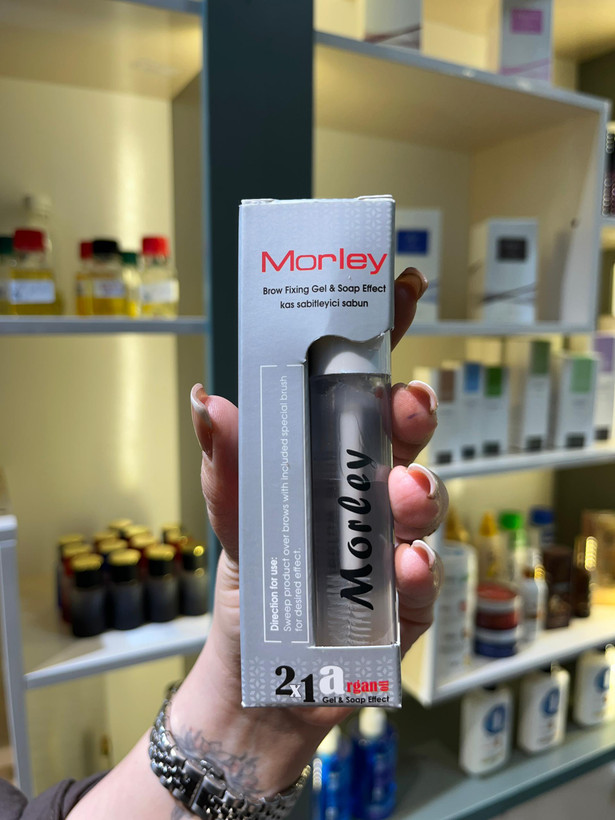 Morley
Brow Fixing Gel & Soap Effect
kas sabitleyici sabun
Direction for use:
Sweep product over brows with included special brush
for desired effect.
Morley
2x1 argan
Gel & Soap Effect